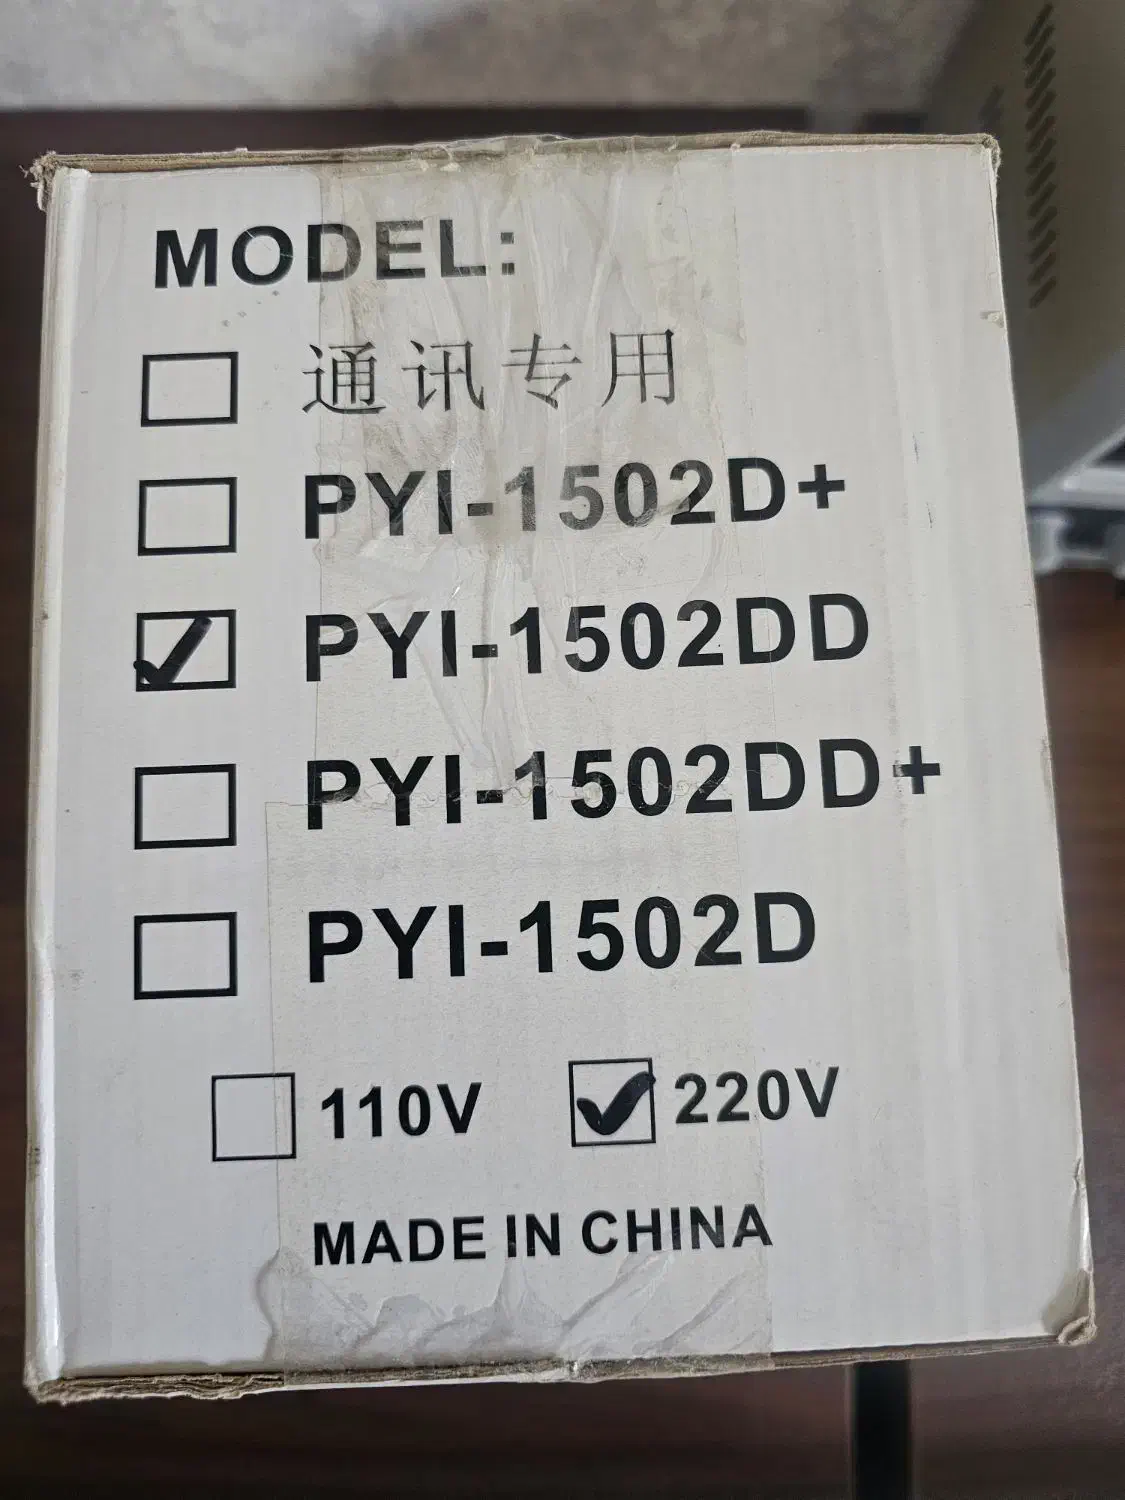 MODEL:
通讯专用
PYI-1502D+
PYI-1502DD
PYI-1502DD+
PYI-1502D
110V 220V
MADE IN CHINA